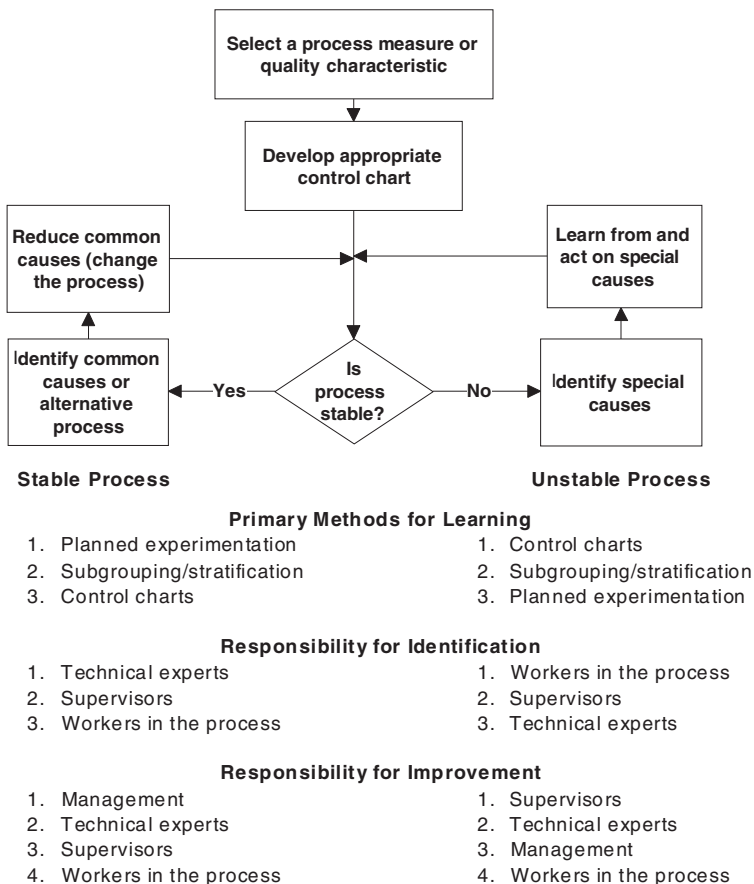 Select a process measure or
quality characteristic
Develop appropriate
control chart
Reduce common
causes (change
the process)
Learn from and
act on special
causes
Identify common
causes or
alternative
process
Yes
Is
process
stable?
No
Identify special
causes
Stable Process
Unstable Process
Primary Methods for Learning
1. Planned experimentation
2. Subgrouping/stratification
3. Control charts
1. Control charts
2. Subgrouping/stratification
3. Planned experimentation
Responsibility for Identification
1. Technical experts
2. Supervisors
3. Workers in the process
1. Workers in the process
2. Supervisors
3. Technical experts
Responsibility for Improvement
1. Management
2. Technical experts
3. Supervisors
4. Workers in the process
1. Supervisors
2. Technical experts
3. Management
4. Workers in the process